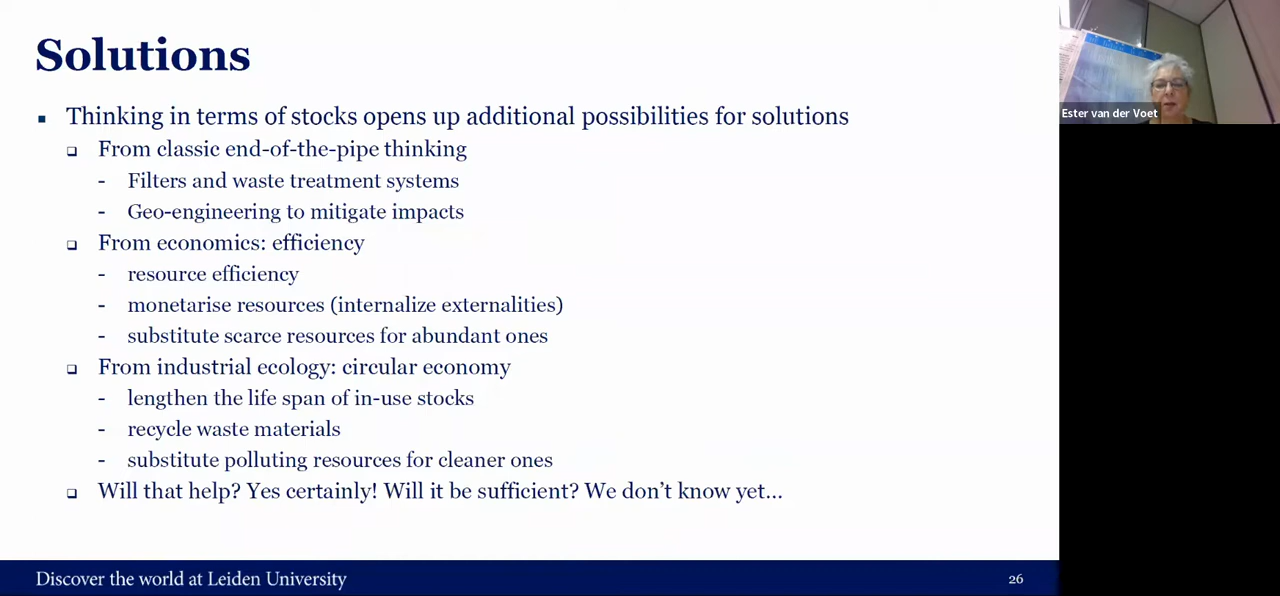 Solutions
Thinking in terms of stocks opens up additional possibilities for solutions
From classic end-of-the-pipe thinking
- Filters and waste treatment systems
- Geo-engineering to mitigate impacts
From economics: efficiency
- resource efficiency
- monetarise resources (internalize externalities)
- substitute scarce resources for abundant ones
From industrial ecology: circular economy
- lengthen the life span of in-use stocks
- recycle waste materials
- substitute polluting resources for cleaner ones
Will that help? Yes certainly! Will it be sufficient? We don't know yet...
Discover the world at Leiden University
26
Ester van der Voet